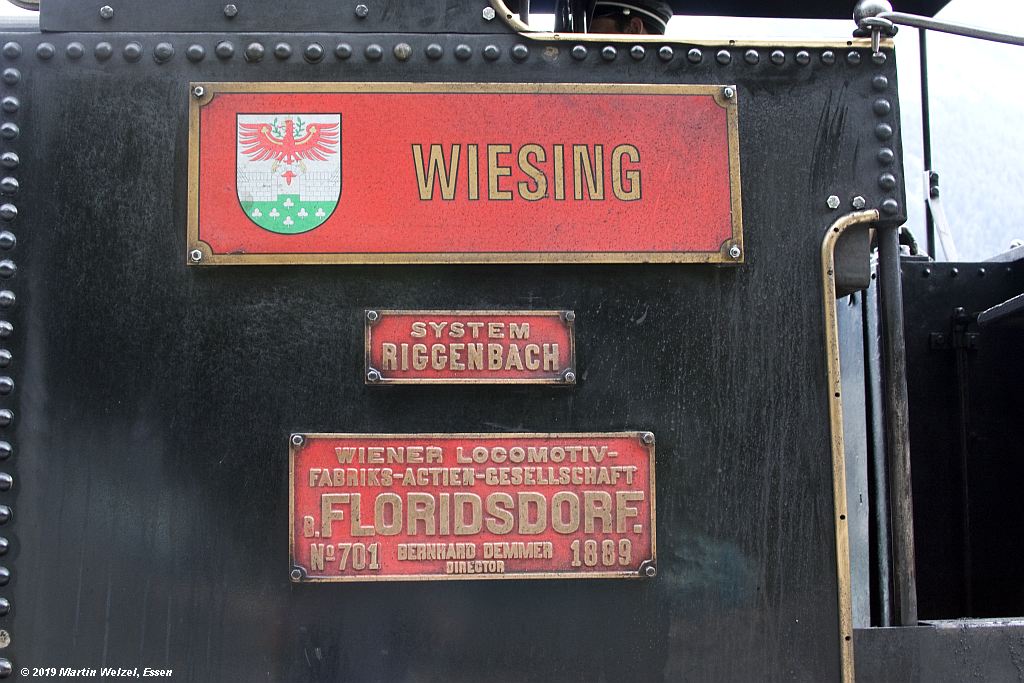 WIESING
SYSTEM
RIGGENBACH
WIENER LOCOMOTIV-
FABRIKS-ACTIEN-GESELLSCHAFT
B. FLORIDSDORF.
Nº 701 BERNHARD DEMMER 1889
DIRECTOR
© 2019 Martin Welzel, Essen